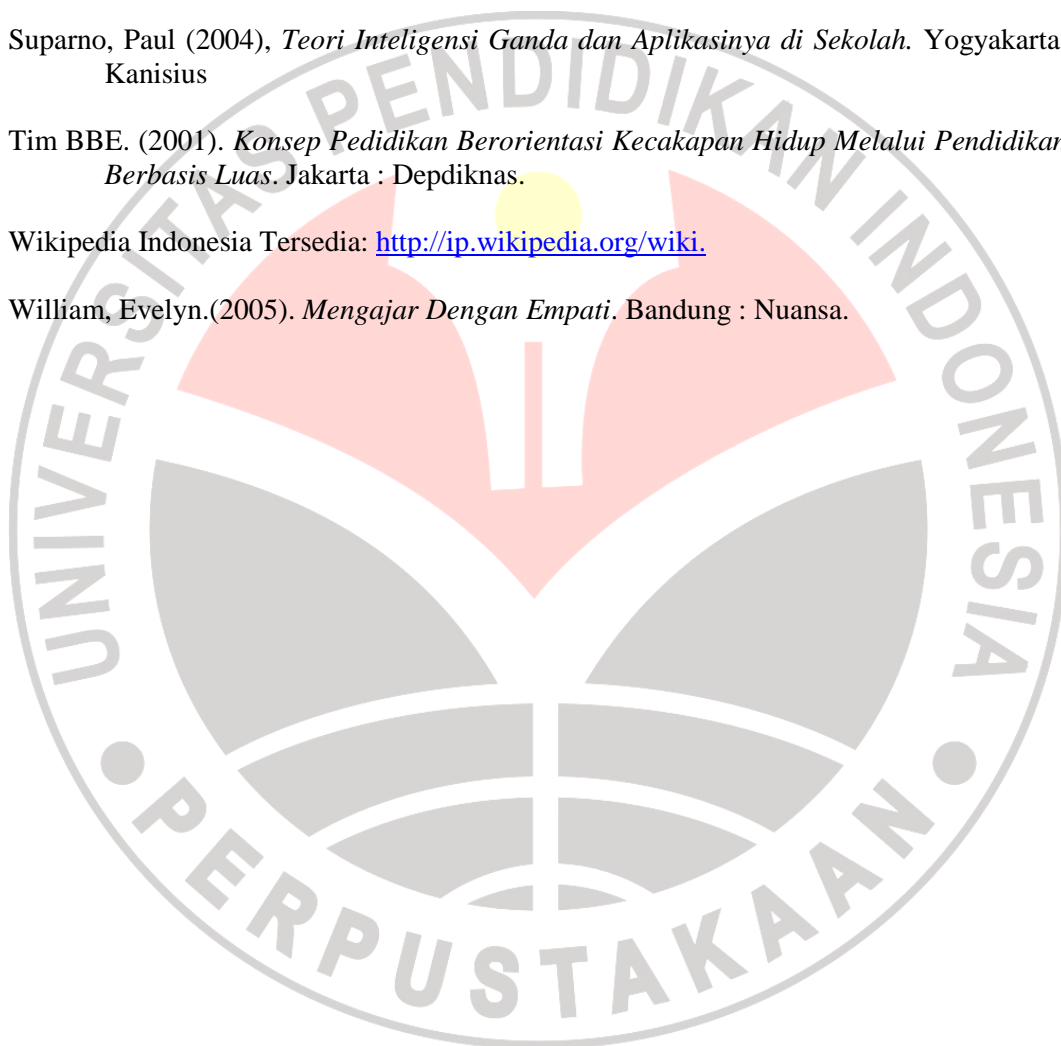 Suparno, Paul (2004), Teori Inteligensi Ganda dan Aplikasinya di Sekolah. Yogyakarta
Kanisius
Tim BBE. (2001). Konsep Pedidikan Berorientasi Kecakapan Hidup Melalui Pendidikan
Berbasis Luas. Jakarta : Depdiknas.
Wikipedia Indonesia Tersedia: http://ip.wikipedia.org/wiki.
William, Evelyn.(2005). Mengajar Dengan Empati. Bandung : Nuansa.
UNIVERSITAS PENDIDIKAN INDONESIA
PERPUSTAKAAN